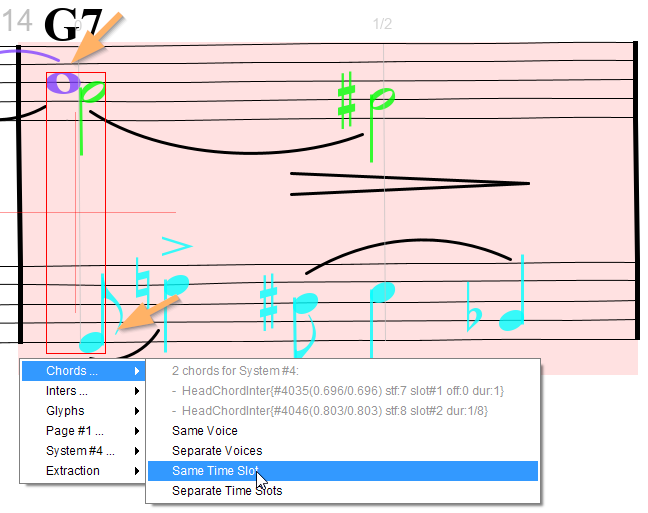 14 G7
0 1/2
Chords ...
Inters ...
Glyphs
Page #1 ...
System #4 ...
Extraction
2 chords for System #4:
- HeadChordInter{#4035(0.696/0.696) stf:7 slot#1 off:0 dur:1}
- HeadChordInter{#4046(0.803/0.803) stf:8 slot#2 dur:1/8}
Same Voice
Separate Voices
Same Time Slot
Separate Time Slots